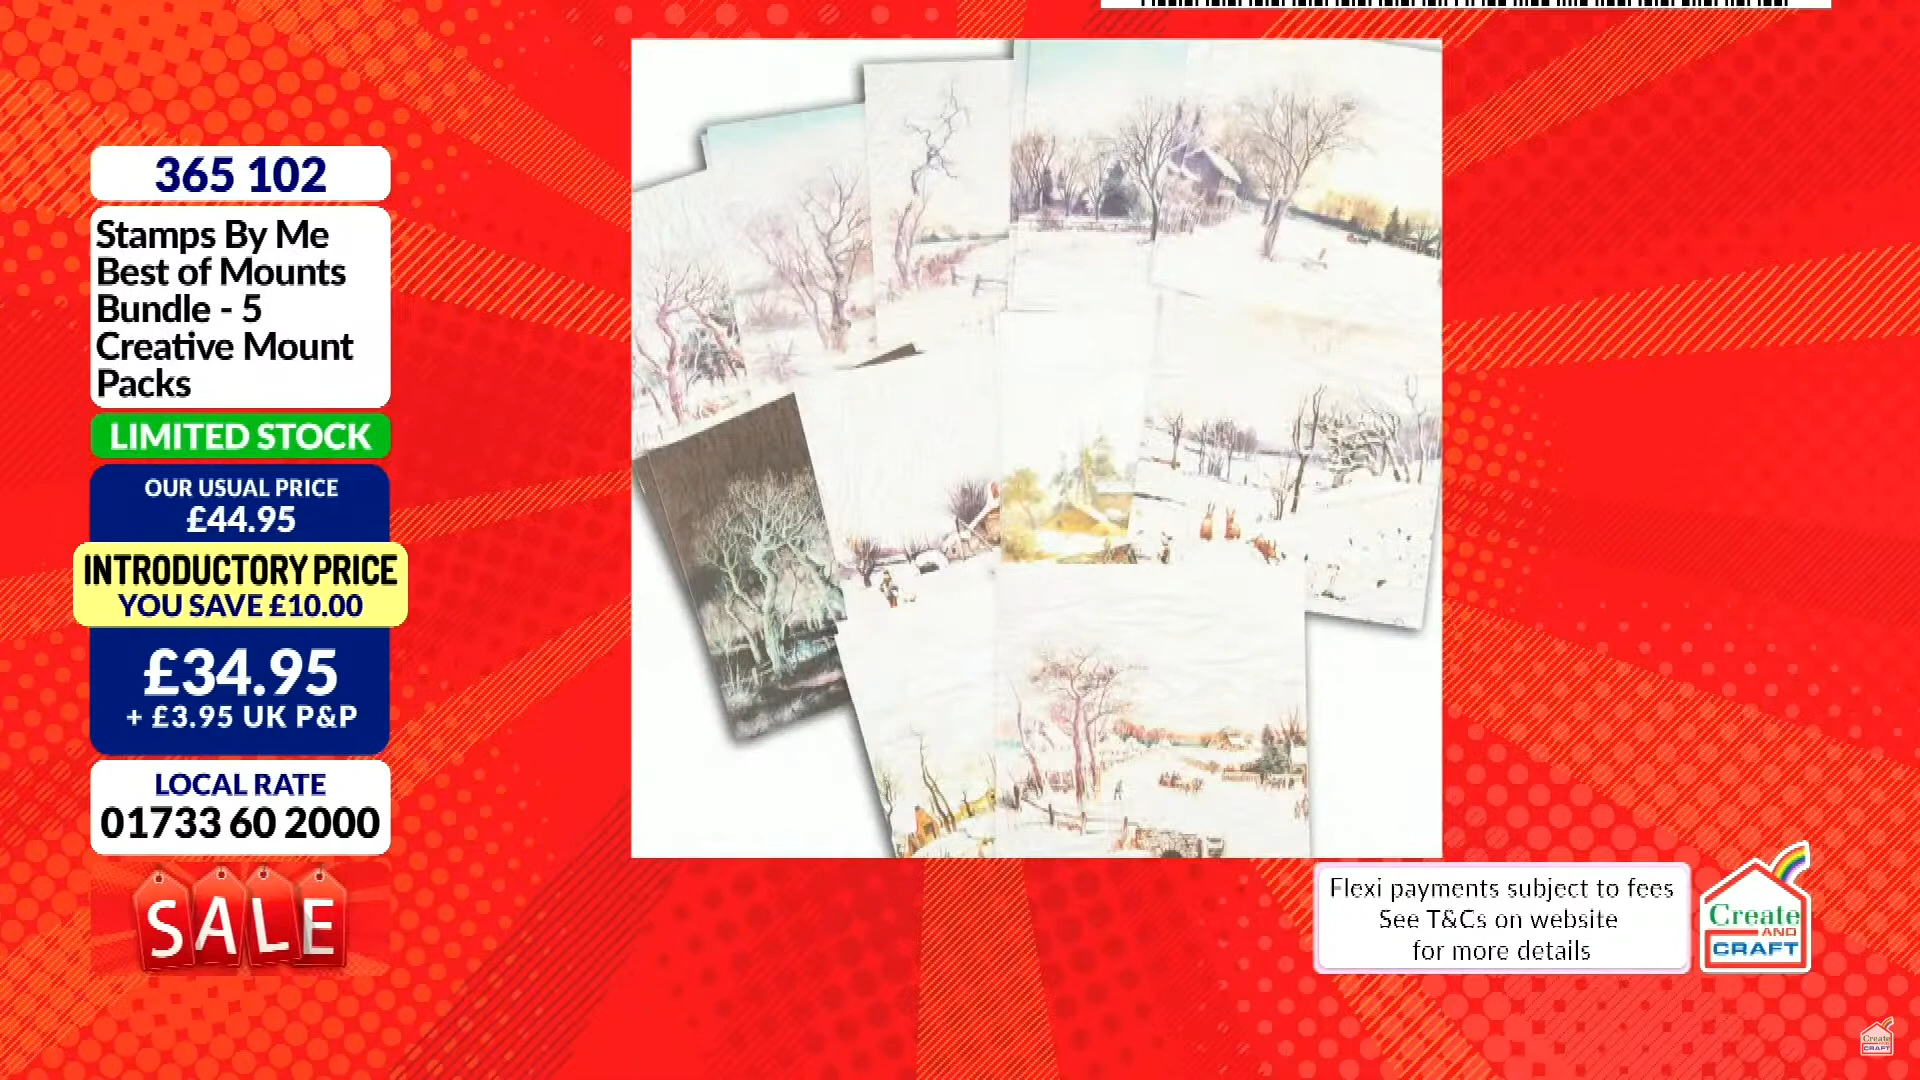 365 102
Stamps By Me
Best of Mounts
Bundle - 5
Creative Mount
Packs
LIMITED STOCK
OUR USUAL PRICE
£44.95
INTRODUCTORY PRICE
YOU SAVE £10.00
£34.95
+ £3.95 UK P&P
LOCAL RATE
01733 60 2000
SALE
Flexi payments subject to fees
See T&Cs on website
for more details
Create
AND
CRAFT
Create
CRAFT